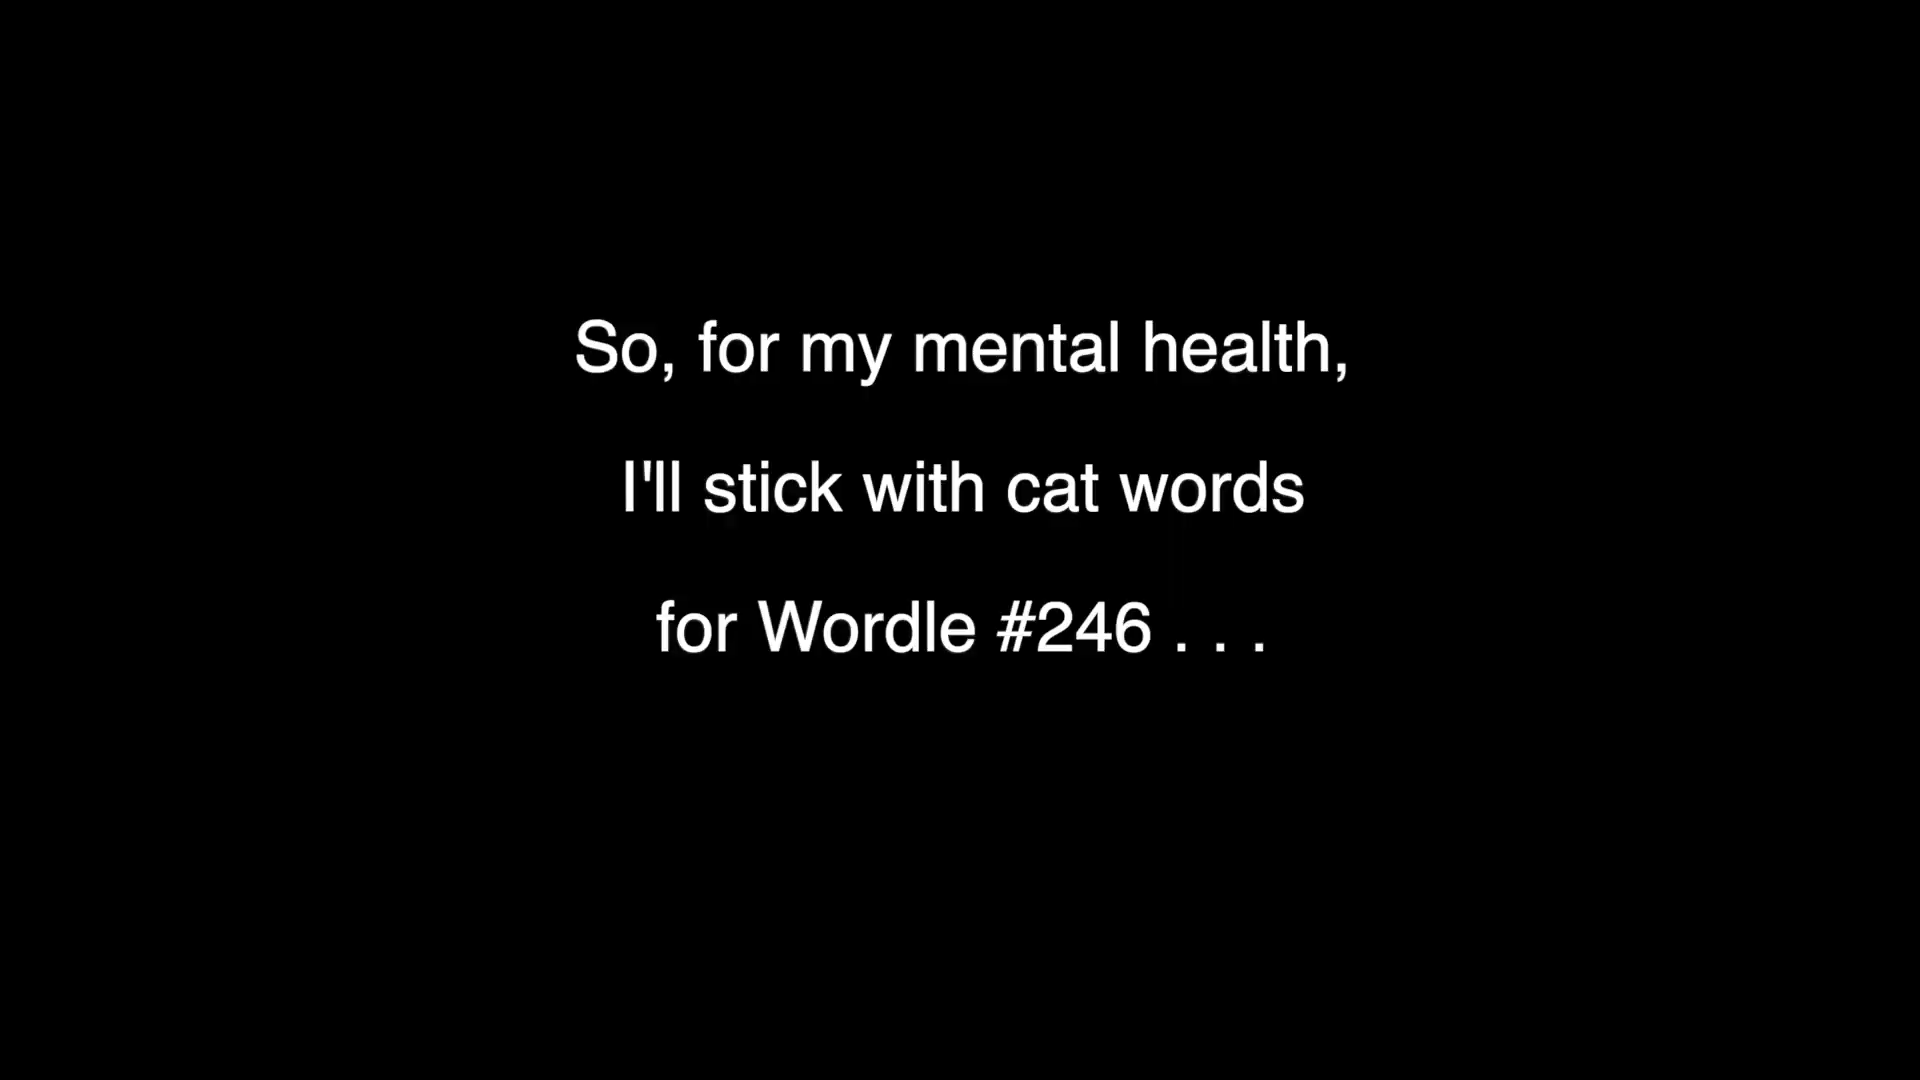 So, for my mental health,
I'll stick with cat words
for Wordle #246 . . .